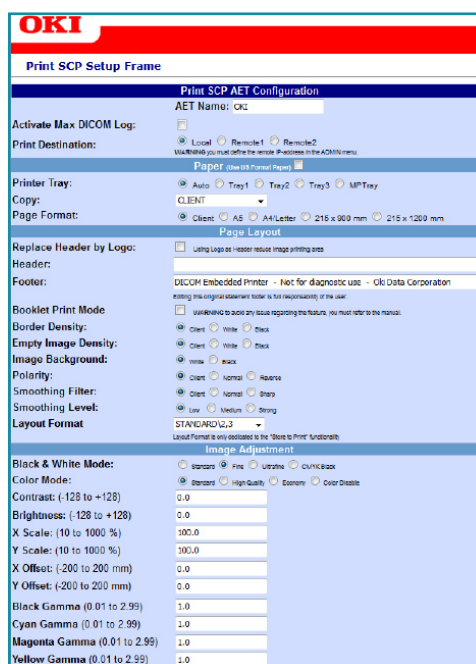 OKI
Print SCP Setup Frame
Print SCP AET Configuration
AET Name: OKI
Activate Max DICOM Log:
Print Destination: Local Remote1 Remote2
WARNING you must define the remote IP-address in the ADMIN menu
Paper (Use US Format Paper)
Printer Tray: Auto Tray1 Tray2 Tray3 MPTray
Copy: CLIENT
Page Format: Client A5 A4/Letter 215 x 900 mm 215 x 1200 mm
Page Layout
Replace Header by Logo: Using Logo as Header reduce image printing area
Header:
Footer: DICOM Embedded Printer - Not for diagnostic use - Oki Data Corporation
Editing this original statement footer is full responsability of the user.
Booklet Print Mode WARNING to avoid any issue regarding the feature, you must refer to the manual.
Border Density: Client White Black
Empty Image Density: Client White Black
Image Background: White Black
Polarity: Client Normal Reverse
Smoothing Filter: Client Normal Sharp
Smoothing Level: Low Medium Strong
Layout Format STANDARD\2,3
Layout Format is only dedicated to the "Store to Print" functionality
Image Adjustment
Black & White Mode: Standard Fine Ultrafine CMYK Black
Color Mode: Standard High Quality Economy Color Disable
Contrast: (-128 to +128) 0.0
Brightness: (-128 to +128) 0.0
X Scale: (10 to 1000 %) 100.0
Y Scale: (10 to 1000 %) 100.0
X Offset: (-200 to 200 mm) 0.0
Y Offset: (-200 to 200 mm) 0.0
Black Gamma (0.01 to 2.99) 1.0
Cyan Gamma (0.01 to 2.99) 1.0
Magenta Gamma (0.01 to 2.99) 1.0
Yellow Gamma (0.01 to 2.99) 1.0